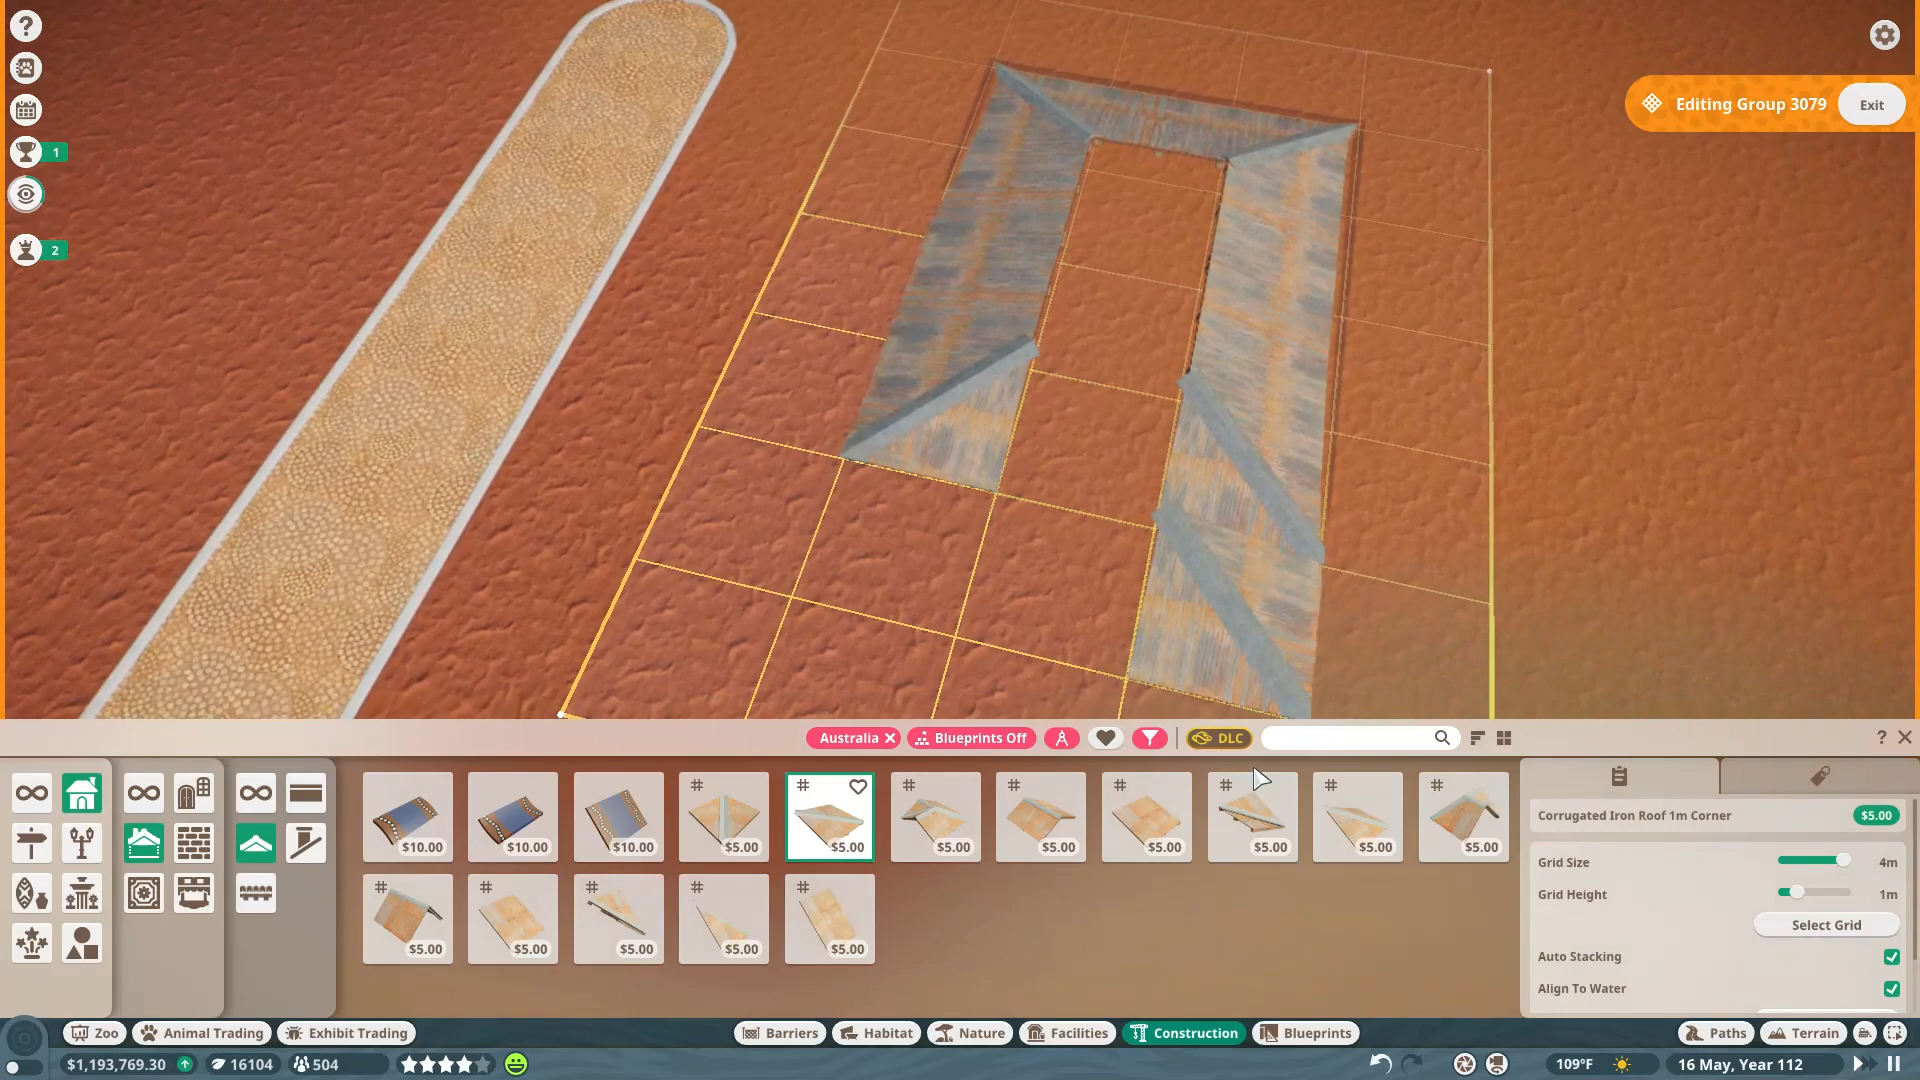 ?
1
2
Editing Group 3079 Exit
Australia × Blueprints Off DLC ? ×
$10.00 $10.00 $10.00 $5.00 $5.00 $5.00 $5.00 $5.00 $5.00 $5.00 $5.00
$5.00 $5.00 $5.00 $5.00 $5.00
Corrugated Iron Roof 1m Corner $5.00
Grid Size 4m
Grid Height 1m
Select Grid
Auto Stacking
Align To Water
Zoo Animal Trading Exhibit Trading Barriers Habitat Nature Facilities Construction Blueprints Paths Terrain
$1,193,769.30 16104 504 109°F 16 May, Year 112